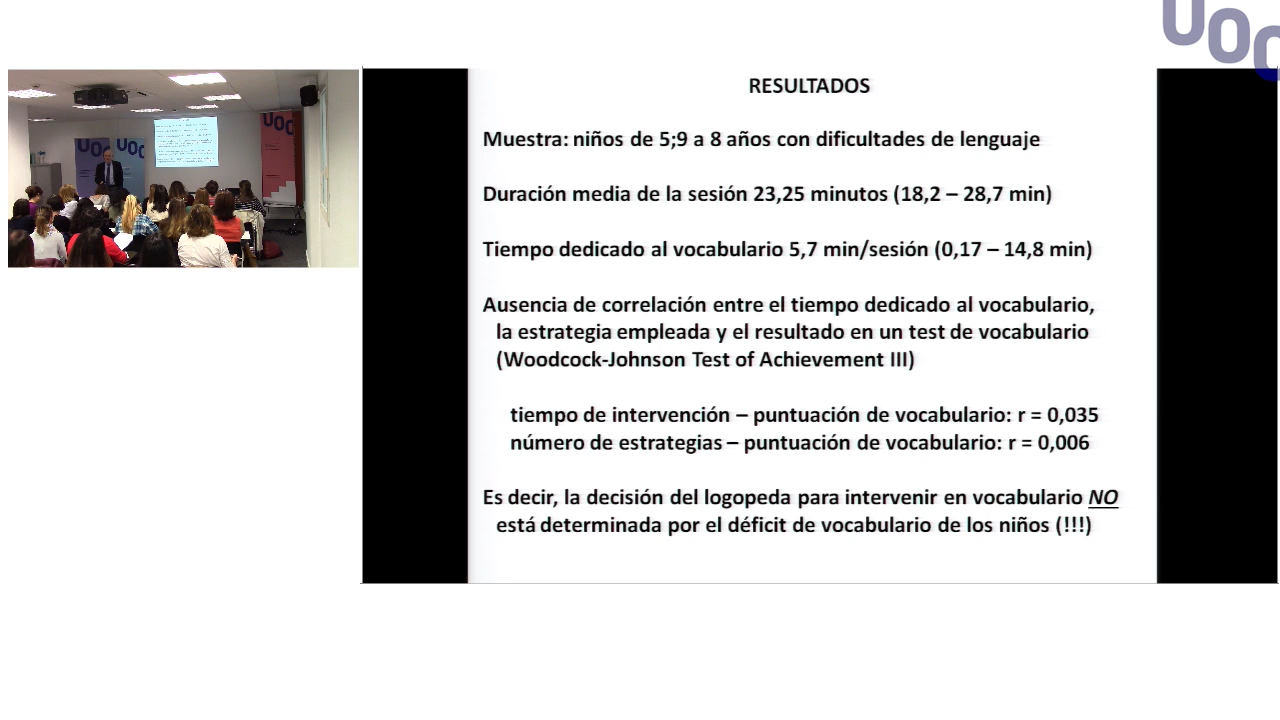 UOC
UOC
UOC
UOC
RESULTADOS
Muestra: niños de 5;9 a 8 años con dificultades de lenguaje
Duración media de la sesión 23,25 minutos (18,2 – 28,7 min)
Tiempo dedicado al vocabulario 5,7 min/sesión (0,17 – 14,8 min)
Ausencia de correlación entre el tiempo dedicado al vocabulario,
la estrategia empleada y el resultado en un test de vocabulario
(Woodcock-Johnson Test of Achievement III)
tiempo de intervención – puntuación de vocabulario: r = 0,035
número de estrategias – puntuación de vocabulario: r = 0,006
Es decir, la decisión del logopeda para intervenir en vocabulario NO
está determinada por el déficit de vocabulario de los niños (!!!)